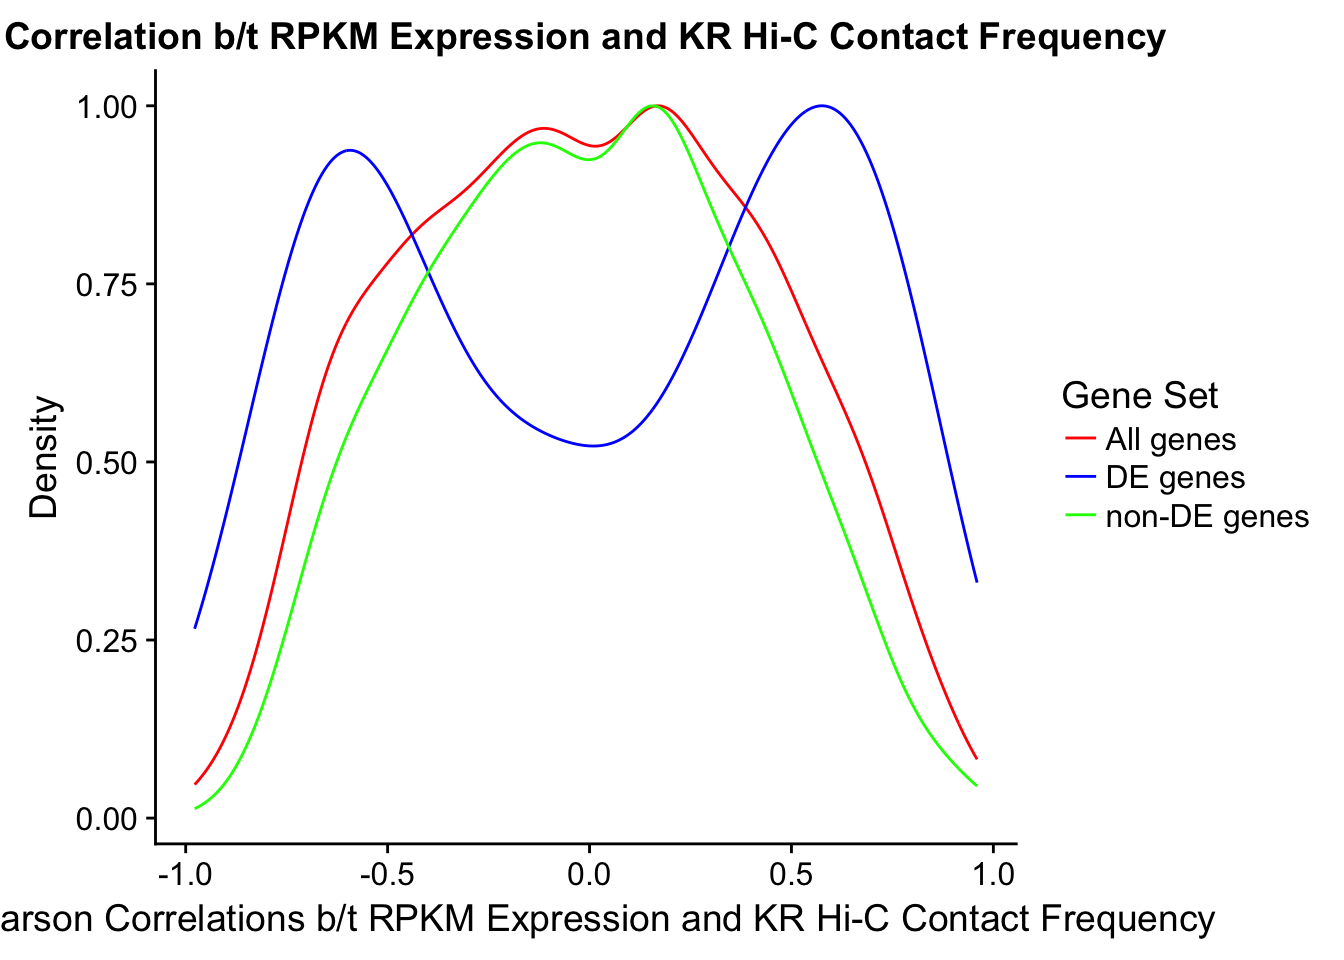 Correlation b/t RPKM Expression and KR Hi-C Contact Frequency
1.00
0.75
0.50
0.25
0.00
Density
-1.0 -0.5 0.0 0.5 1.0
arson Correlations b/t RPKM Expression and KR Hi-C Contact Frequency
Gene Set
All genes
DE genes
non-DE genes